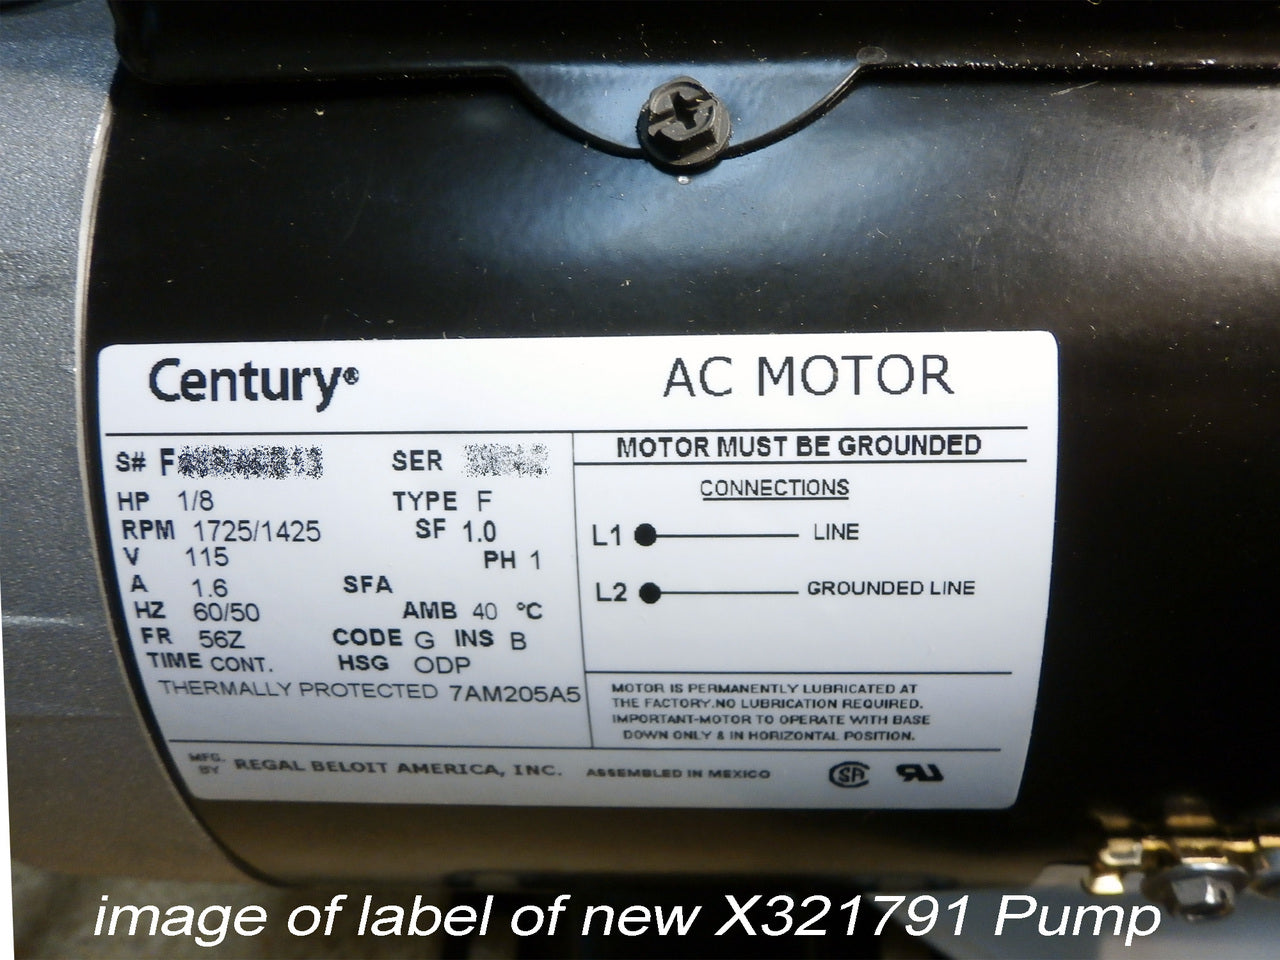 Century®
AC MOTOR
S# F
SER
HP 1/8
TYPE F
RPM 1725/1425
SF 1.0
V 115
PH 1
A 1.6
SFA
HZ 60/50
AMB 40 °C
FR 56Z
CODE G INS B
TIME CONT.
HSG ODP
THERMALLY PROTECTED 7AM205A5
MOTOR MUST BE GROUNDED
CONNECTIONS
L1 LINE
L2 GROUNDED LINE
MOTOR IS PERMANENTLY LUBRICATED AT
THE FACTORY.NO LUBRICATION REQUIRED.
IMPORTANT-MOTOR TO OPERATE WITH BASE
DOWN ONLY & IN HORIZONTAL POSITION.
MFG. BY REGAL BELOIT AMERICA, INC. ASSEMBLED IN MEXICO
image of label of new X321791 Pump